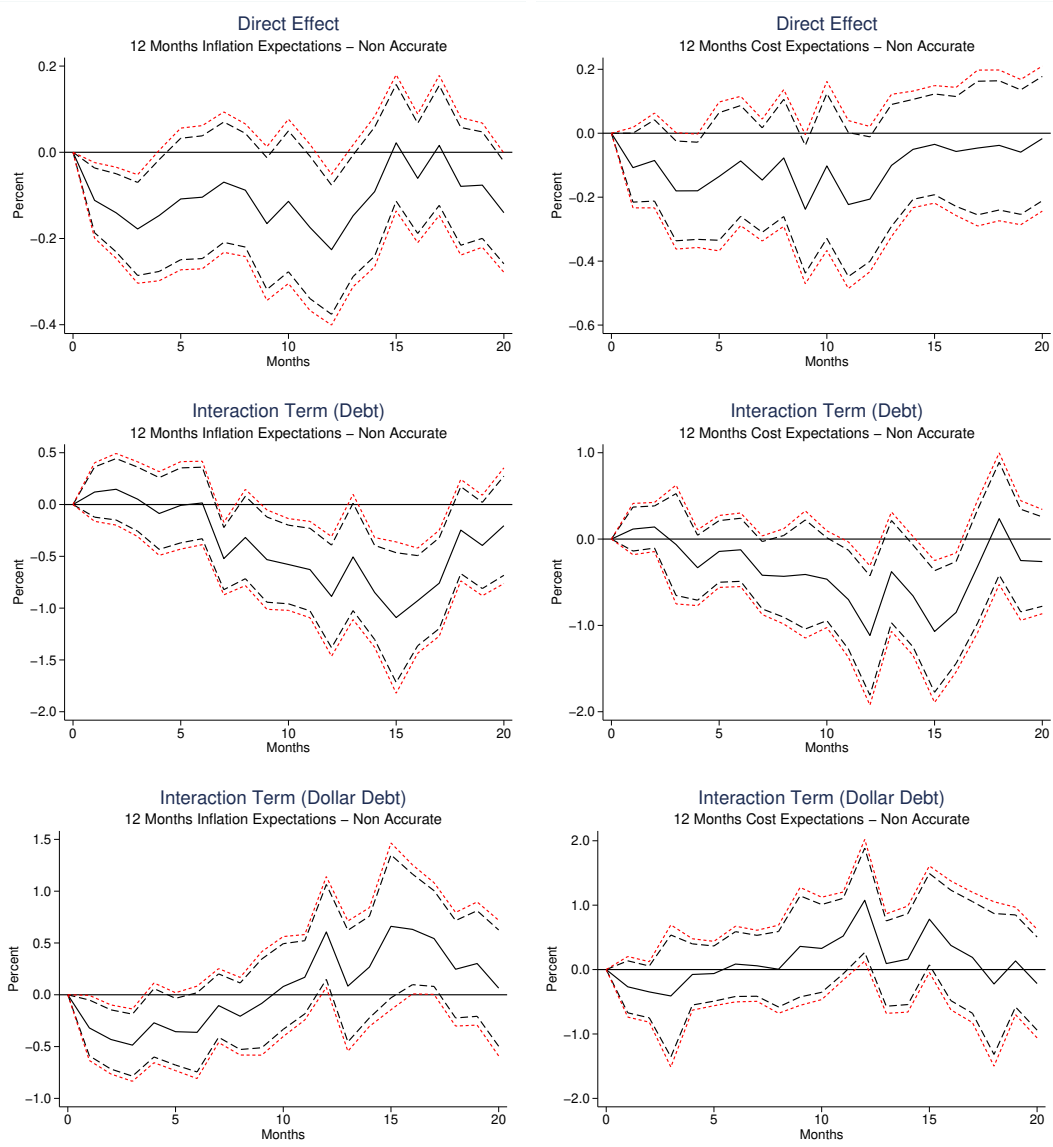 Direct Effect
12 Months Inflation Expectations – Non Accurate
0.2
0.0
−0.2
−0.4
Percent
0
5
10
15
20
Months
Direct Effect
12 Months Cost Expectations – Non Accurate
0.2
0.0
−0.2
−0.4
−0.6
Percent
0
5
10
15
20
Months
Interaction Term (Debt)
12 Months Inflation Expectations – Non Accurate
0.5
0.0
−0.5
−1.0
−1.5
−2.0
Percent
0
5
10
15
20
Months
Interaction Term (Debt)
12 Months Cost Expectations – Non Accurate
1.0
0.0
−1.0
−2.0
Percent
0
5
10
15
20
Months
Interaction Term (Dollar Debt)
12 Months Inflation Expectations – Non Accurate
1.5
1.0
0.5
0.0
−0.5
−1.0
Percent
0
5
10
15
20
Months
Interaction Term (Dollar Debt)
12 Months Cost Expectations – Non Accurate
2.0
1.0
0.0
−1.0
−2.0
Percent
0
5
10
15
20
Months